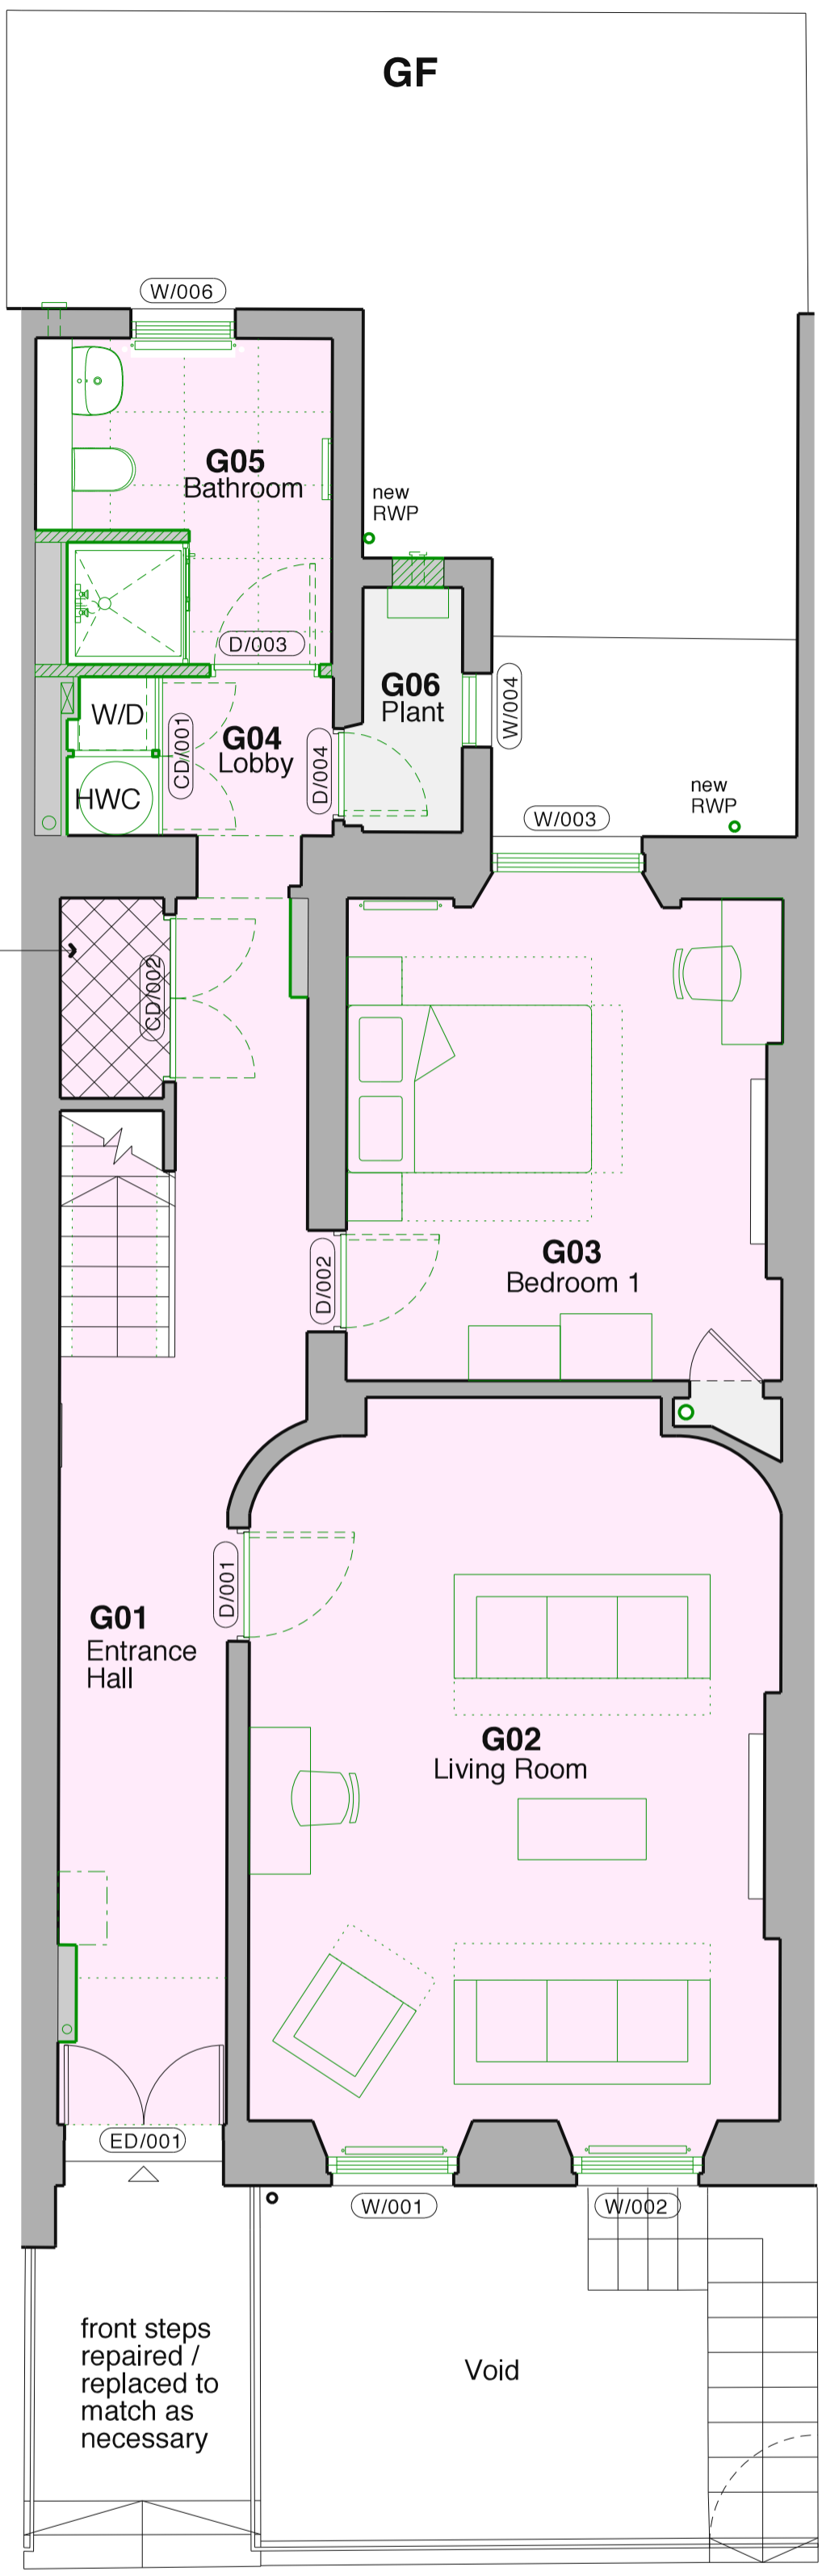 GF
W/006
G05
Bathroom
new
RWP
D/003
G06
Plant
W/004
W/D
CD/001
G04
Lobby
D/004
HWC
new
RWP
W/003
CD/002
G03
Bedroom 1
D/002
D/001
G01
Entrance
Hall
G02
Living Room
ED/001
W/001
W/002
front steps
repaired /
replaced to
match as
necessary
Void